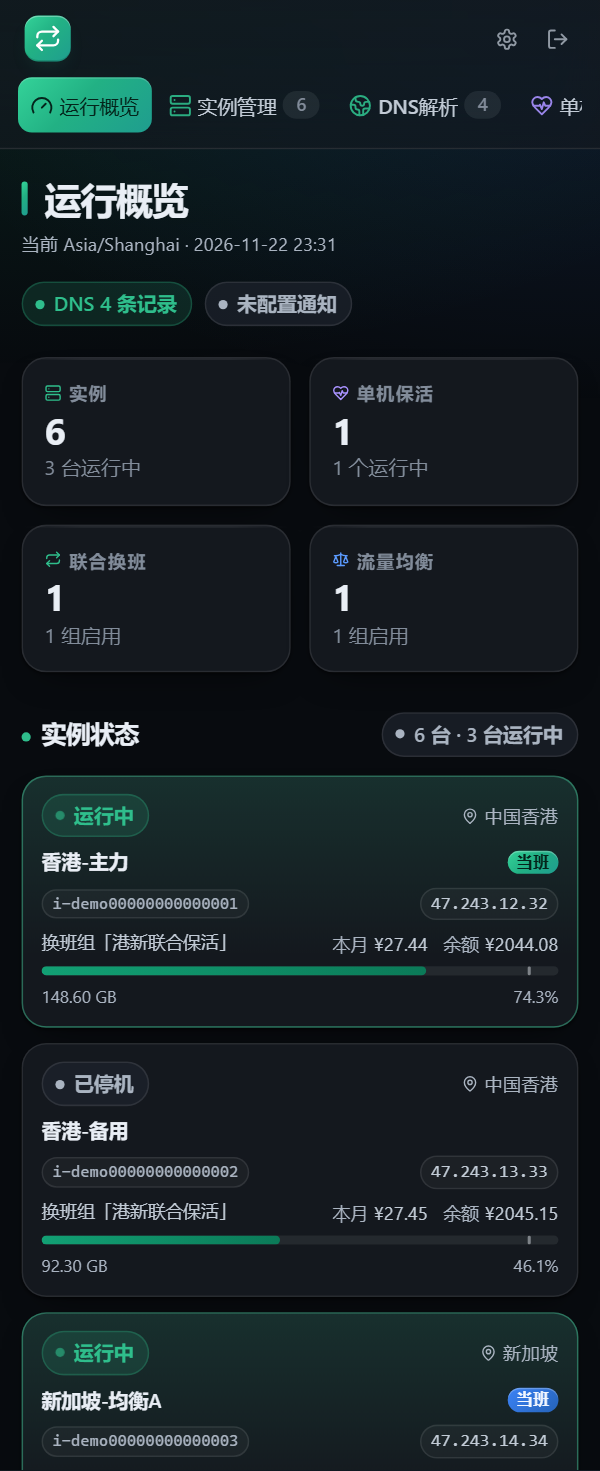 运行概览 实例管理 6 DNS解析 4
运行概览
当前 Asia/Shanghai · 2026-11-22 23:31
DNS 4 条记录 未配置通知
实例 单机保活
6 1
3 台运行中 1 个运行中
联合换班 流量均衡
1 1
1 组启用 1 组启用
实例状态 6 台 · 3 台运行中
运行中 中国香港
香港-主力 当班
i-demo00000000000001 47.243.12.32
换班组「港新联合保活」 本月 ¥27.44 余额 ¥2044.08
148.60 GB 74.3%
已停机 中国香港
香港-备用
i-demo00000000000002 47.243.13.33
换班组「港新联合保活」 本月 ¥27.45 余额 ¥2045.15
92.30 GB 46.1%
运行中 新加坡
新加坡-均衡A 当班
i-demo00000000000003 47.243.14.34